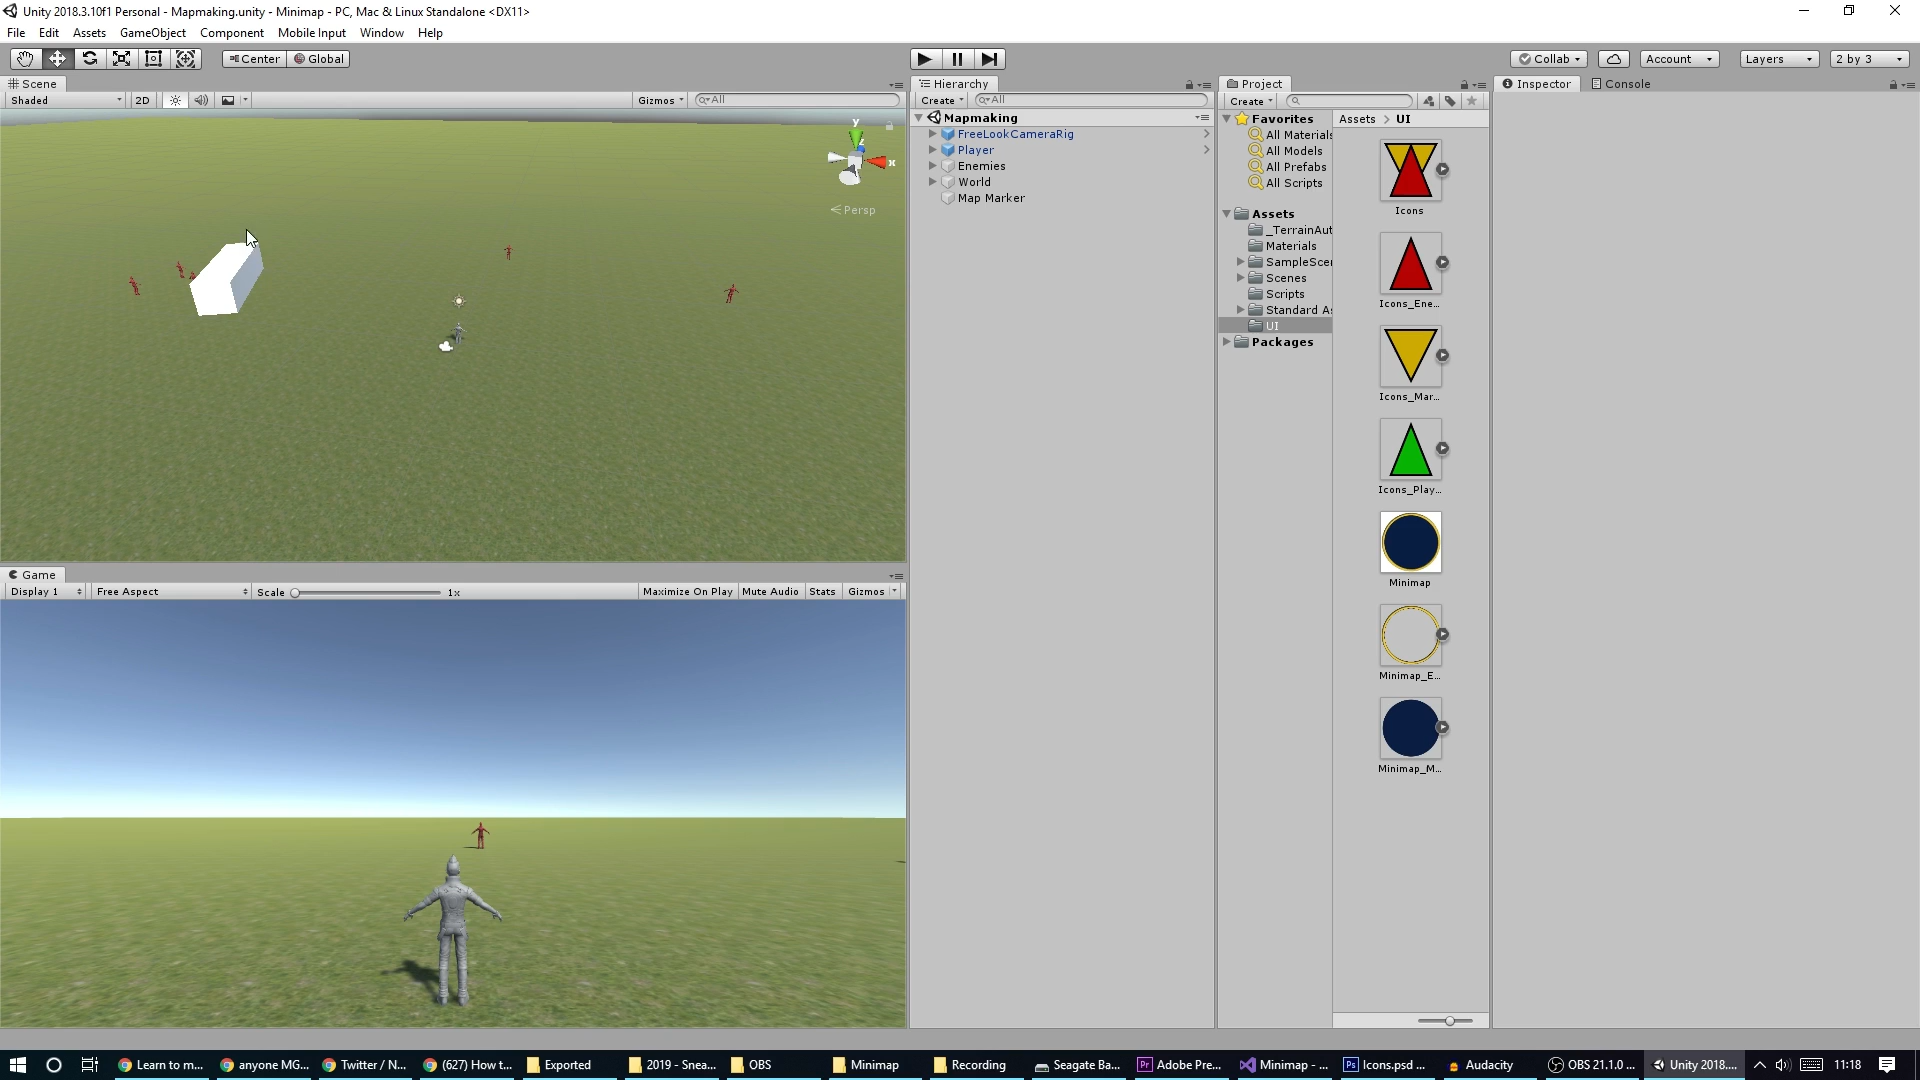 Unity 2018.3.10f1 Personal - Mapmaking.unity - Minimap - PC, Mac & Linux Standalone <DX11>
File Edit Assets GameObject Component Mobile Input Window Help
Center Global Collab Account Layers 2 by 3
Scene
Shaded 2D Gizmos All
y
z
x
Persp
Game
Display 1 Free Aspect Scale 1x Maximize On Play Mute Audio Stats Gizmos
Hierarchy
Create All
Mapmaking
FreeLookCameraRig
Player
Enemies
World
Map Marker
Project
Create
Favorites
All Materials
All Models
All Prefabs
All Scripts
Assets
_TerrainAut
Materials
SampleScen
Scenes
Scripts
Standard As
UI
Packages
Assets > UI
Icons
Icons_Ene...
Icons_Mar...
Icons_Play...
Minimap
Minimap_E...
Minimap_M...
Inspector Console
Learn to m... anyone MG... Twitter / N... (627) How t... Exported 2019 - Snea... OBS Minimap Recording Seagate Ba... Adobe Pre... Minimap - ... Icons.psd ... Audacity OBS 21.1.0 ... Unity 2018.... 11:18